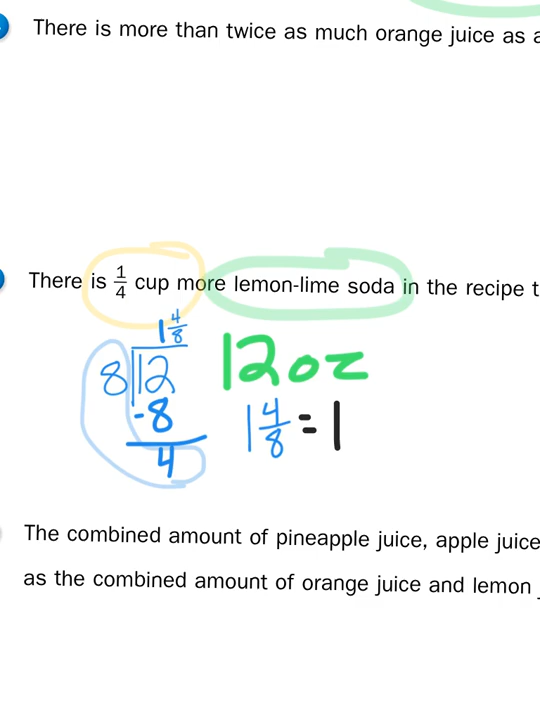 There is more than twice as much orange juice as a
There is 1/4 cup more lemon-lime soda in the recipe t
1 4/8
8 12
12 oz
-8
1 4/8 = 1
4
The combined amount of pineapple juice, apple juice
as the combined amount of orange juice and lemon